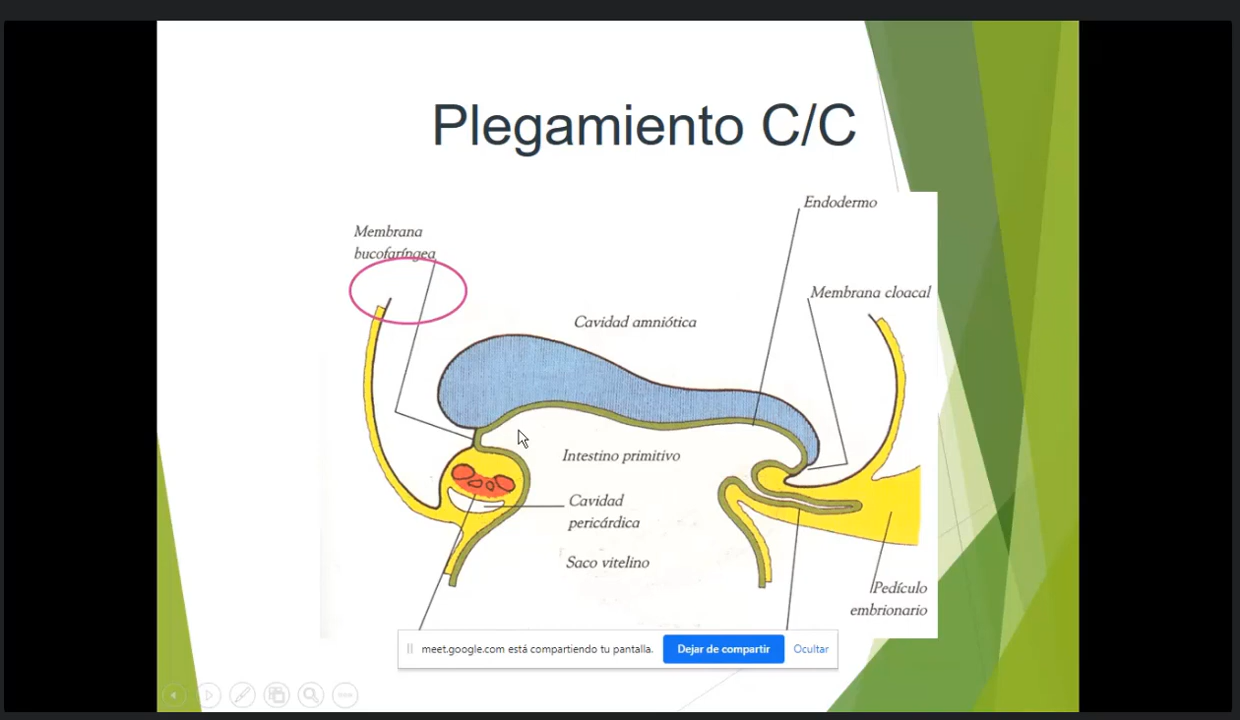 Plegamiento C/C
Endodermo
Membrana
bucofaríngea
Membrana cloacal
Cavidad amniótica
Intestino primitivo
Cavidad
pericárdica
Saco vitelino
Pedículo
embrionario
meet.google.com está compartiendo tu pantalla.
Dejar de compartir
Ocultar